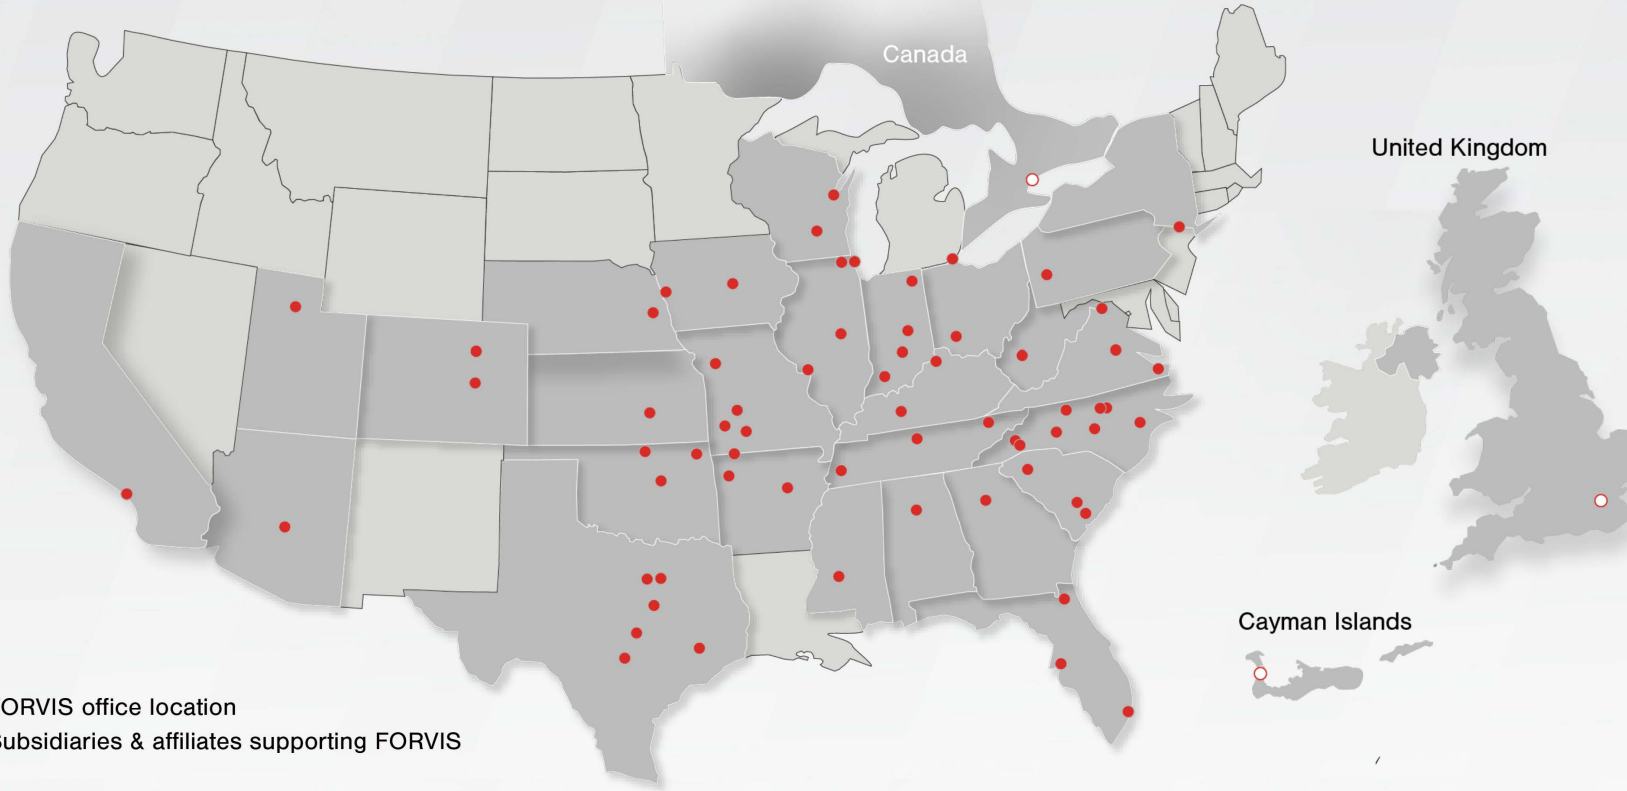 Canada
United Kingdom
Cayman Islands
ORVIS office location
ubsidiaries & affiliates supporting FORVIS